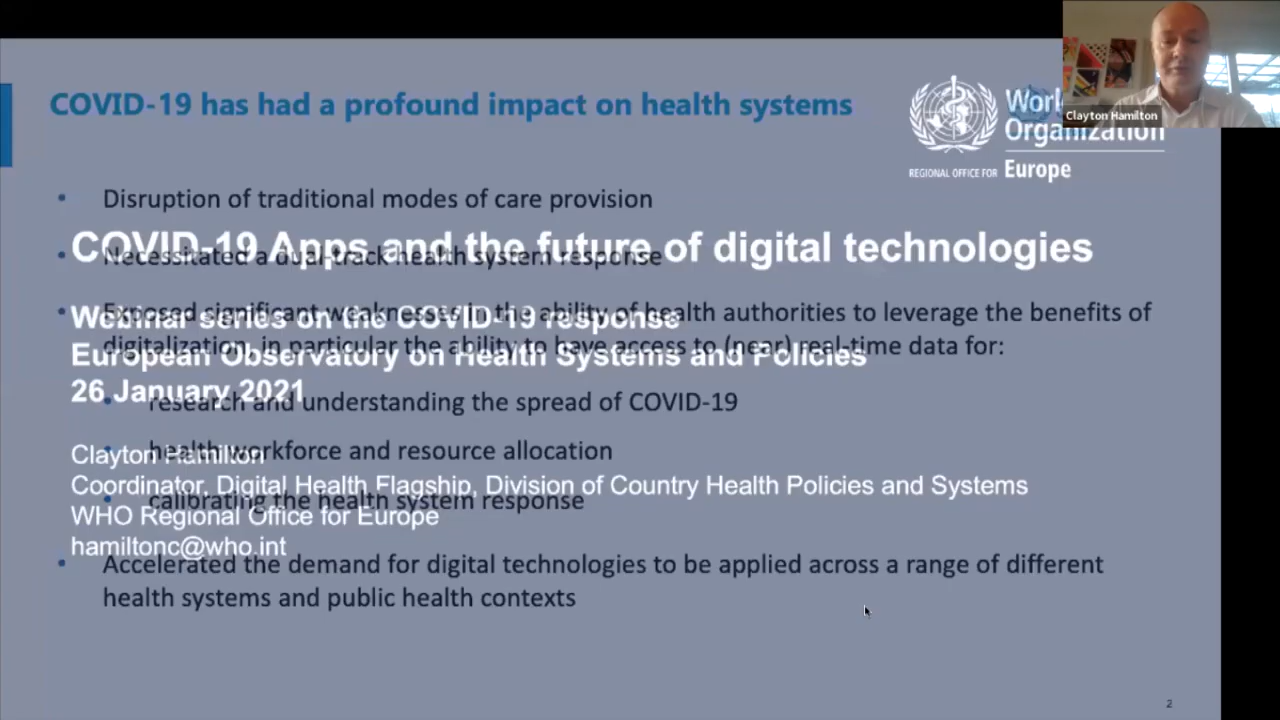 COVID-19 has had a profound impact on health systems
World
Organization
REGIONAL OFFICE FOR Europe
Clayton Hamilton
• Disruption of traditional modes of care provision
COVID-19 Apps and the future of digital technologies
• Necessitated a dual-track health system response
• Exposed significant weaknesses in the ability of health authorities to leverage the benefits of
Webinar series on the COVID-19 response
digitalization, in particular the ability to have access to (near) real-time data for:
European Observatory on Health Systems and Policies
26 January 2021
• research and understanding the spread of COVID-19
• health workforce and resource allocation
Clayton Hamilton
Coordinator, Digital Health Flagship, Division of Country Health Policies and Systems
• calibrating the health system response
WHO Regional Office for Europe
hamiltonc@who.int
• Accelerated the demand for digital technologies to be applied across a range of different
health systems and public health contexts
2